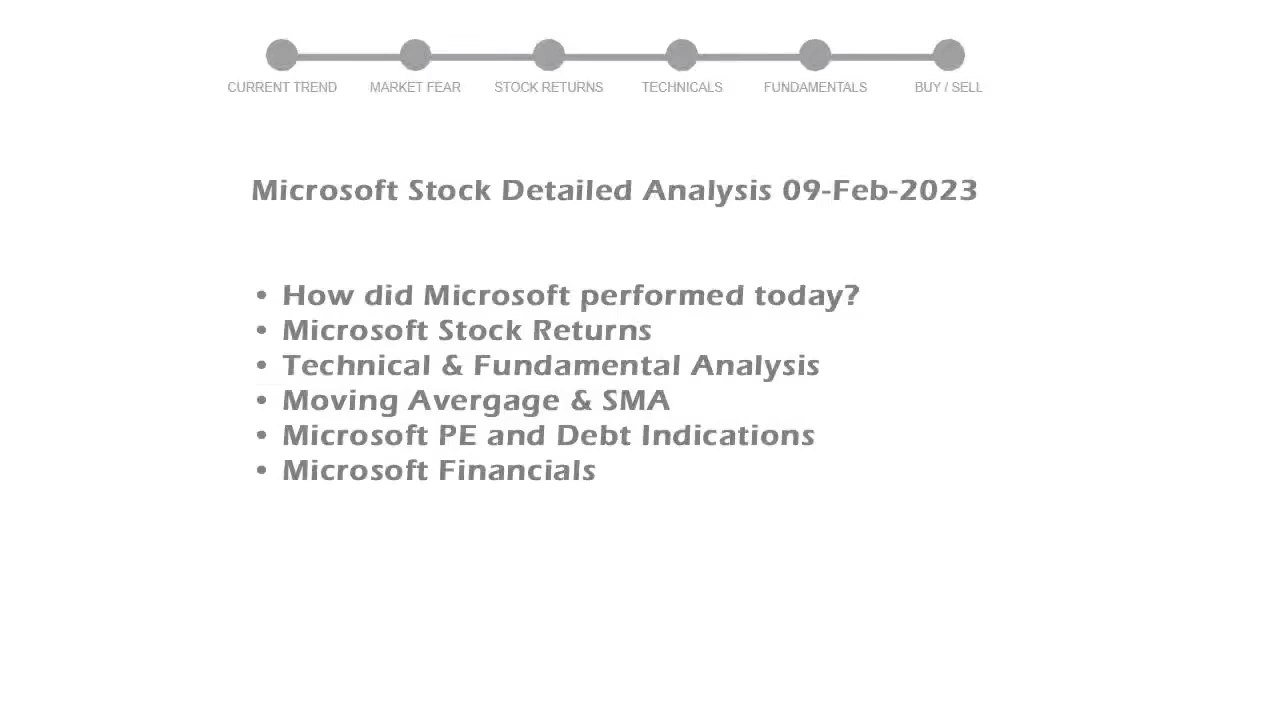 CURRENT TREND MARKET FEAR STOCK RETURNS TECHNICALS FUNDAMENTALS BUY / SELL
Microsoft Stock Detailed Analysis 09-Feb-2023
• How did Microsoft performed today?
• Microsoft Stock Returns
• Technical & Fundamental Analysis
• Moving Avergage & SMA
• Microsoft PE and Debt Indications
• Microsoft Financials